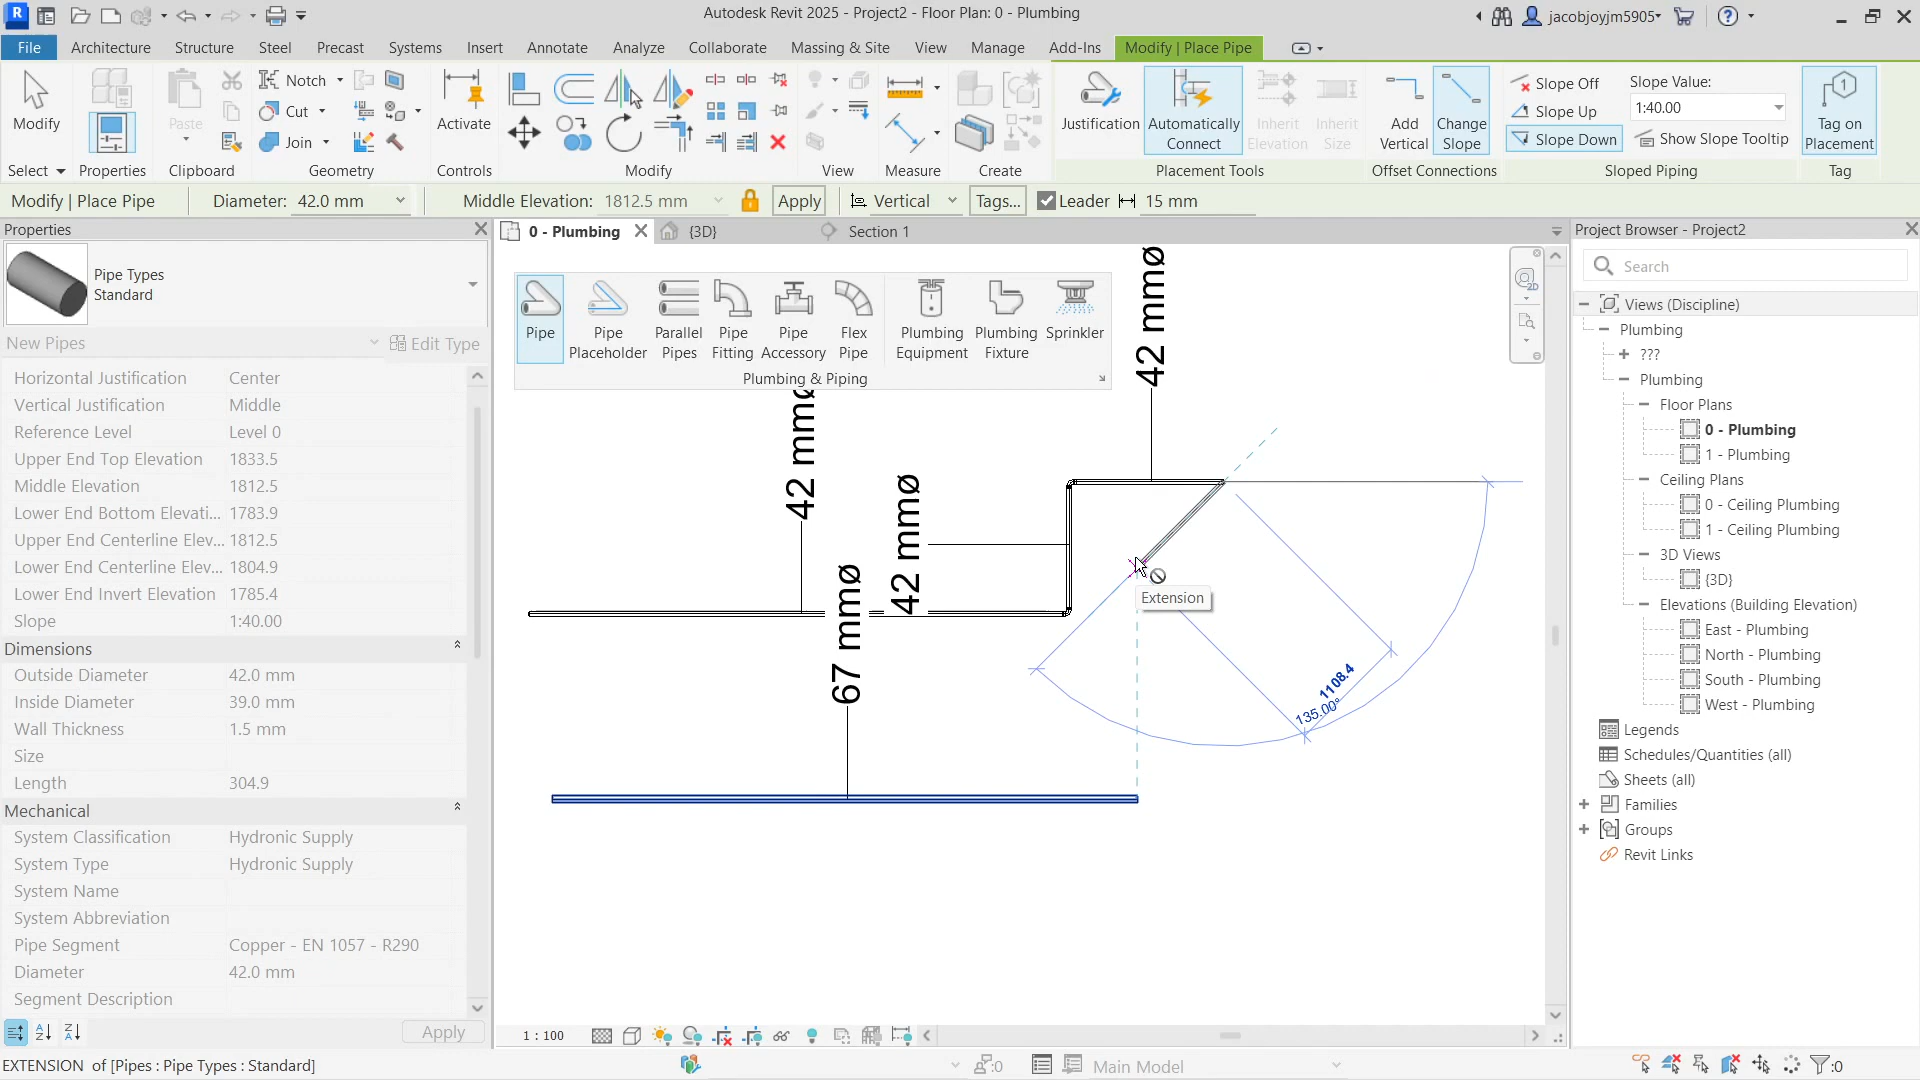 Autodesk Revit 2025 - Project2 - Floor Plan: 0 - Plumbing
jacobjoyjm5905
File Architecture Structure Steel Precast Systems Insert Annotate Analyze Collaborate Massing & Site View Manage Add-Ins Modify | Place Pipe
Modify
Select
Properties
Paste
Clipboard
Notch
Cut
Join
Geometry
Activate
Controls
Modify
View
Measure
Create
Justification
Automatically Connect
Inherit Elevation
Inherit Size
Placement Tools
Add Vertical
Change Slope
Offset Connections
Slope Off
Slope Up
Slope Down
Slope Value:
1:40.00
Show Slope Tooltip
Sloped Piping
Tag on Placement
Tag
Modify | Place Pipe
Diameter: 42.0 mm
Middle Elevation: 1812.5 mm
Apply
Vertical
Tags...
Leader
15 mm
Properties
Pipe Types
Standard
New Pipes
Edit Type
Horizontal Justification Center
Vertical Justification Middle
Reference Level Level 0
Upper End Top Elevation 1833.5
Middle Elevation 1812.5
Lower End Bottom Elevati... 1783.9
Upper End Centerline Elev... 1812.5
Lower End Centerline Elev... 1804.9
Lower End Invert Elevation 1785.4
Slope 1:40.00
Dimensions
Outside Diameter 42.0 mm
Inside Diameter 39.0 mm
Wall Thickness 1.5 mm
Size
Length 304.9
Mechanical
System Classification Hydronic Supply
System Type Hydronic Supply
System Name
System Abbreviation
Pipe Segment Copper - EN 1057 - R290
Diameter 42.0 mm
Segment Description
Apply
0 - Plumbing
{3D}
Section 1
Pipe
Pipe Placeholder
Parallel Pipes
Pipe Fitting
Pipe Accessory
Flex Pipe
Plumbing Equipment
Plumbing Fixture
Sprinkler
Plumbing & Piping
42 mmø
42 mmø
42 mmø
67 mmø
Extension
1108.4
135.00°
2D
Project Browser - Project2
Search
Views (Discipline)
Plumbing
???
Plumbing
Floor Plans
0 - Plumbing
1 - Plumbing
Ceiling Plans
0 - Ceiling Plumbing
1 - Ceiling Plumbing
3D Views
{3D}
Elevations (Building Elevation)
East - Plumbing
North - Plumbing
South - Plumbing
West - Plumbing
Legends
Schedules/Quantities (all)
Sheets (all)
Families
Groups
Revit Links
1 : 100
EXTENSION of [Pipes : Pipe Types : Standard]
:0
Main Model
:0